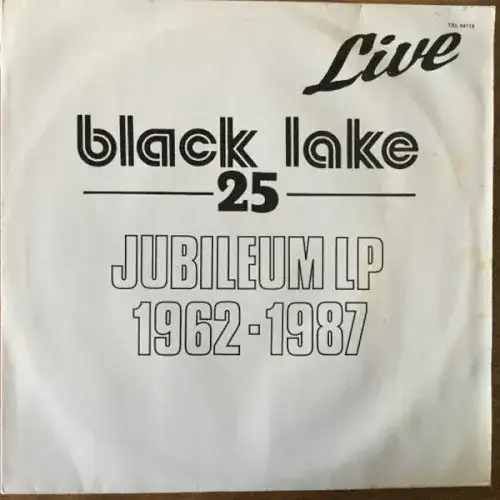 Live
black lake
25
JUBILEUM LP
1962-1987